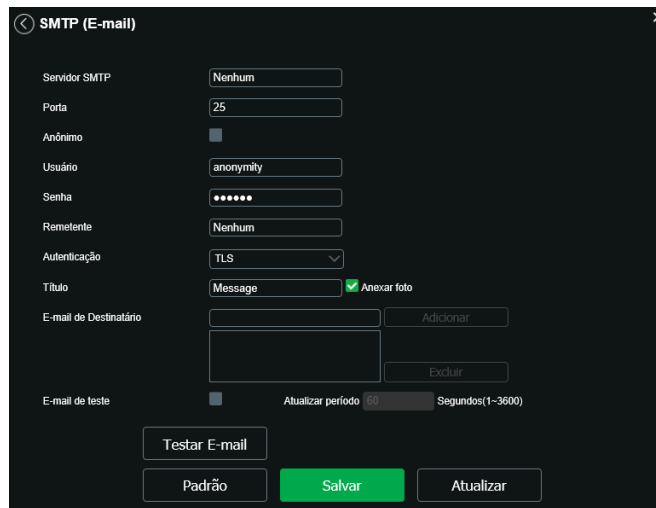 SMTP (E-mail)
Servidor SMTP Nenhum
Porta 25
Anônimo
Usuário anonymity
Senha ••••••
Remetente Nenhum
Autenticação TLS
Título Message Anexar foto
E-mail de Destinatário Adicionar
Excluir
E-mail de teste Atualizar período 60 Segundos(1~3600)
Testar E-mail
Padrão Salvar Atualizar